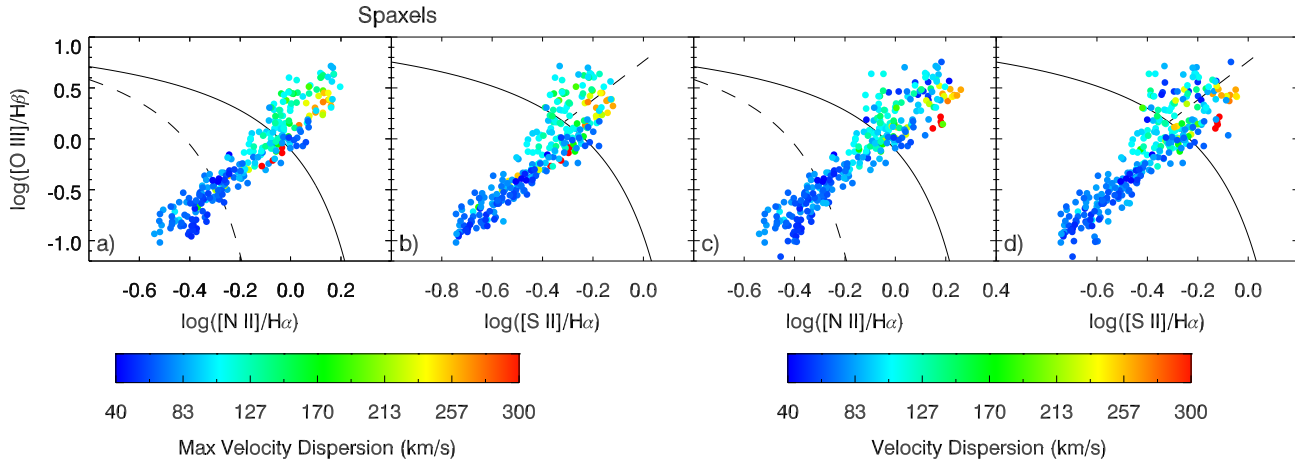 Spaxels
log([O III]/Hβ)
1.0
0.5
0.0
-0.5
-1.0
a)
b)
c)
d)
-0.6 -0.4 -0.2 0.0 0.2
-0.8 -0.6 -0.4 -0.2 0.0
-0.6 -0.4 -0.2 0.0 0.2 0.4
-0.6 -0.4 -0.2 0.0
log([N II]/Hα)
log([S II]/Hα)
log([N II]/Hα)
log([S II]/Hα)
40 83 127 170 213 257 300
Max Velocity Dispersion (km/s)
40 83 127 170 213 257 300
Velocity Dispersion (km/s)